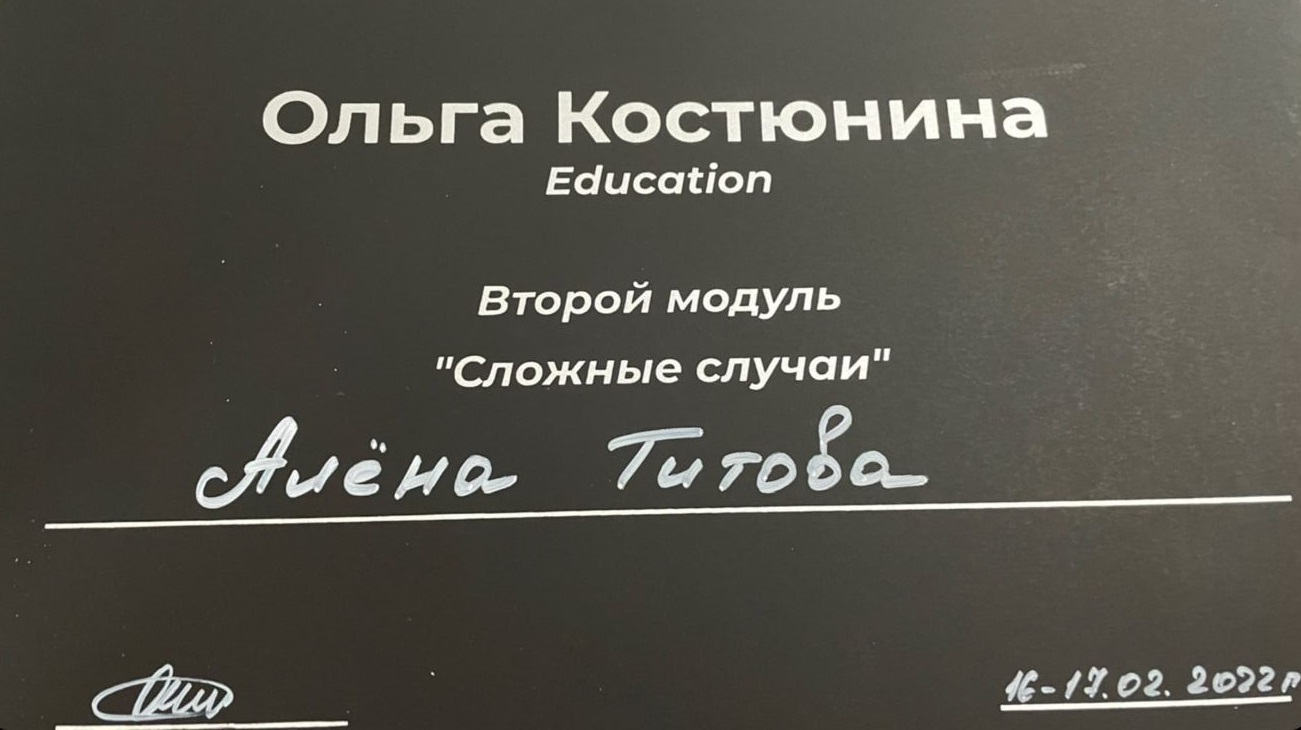 Ольга Костюнина
Education
Второй модуль
"Сложные случаи"
Алёна Титова
16-17.02.2022г